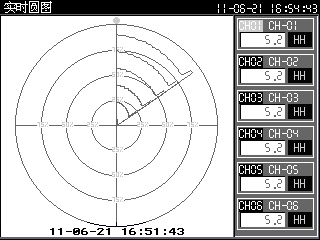 实时圆图 11-06-21 16:54:43
CH01 CH-01
5.2 HH
CH02 CH-02
5.2 HH
CH03 CH-03
5.2 HH
CH04 CH-04
5.2 HH
CH05 CH-05
5.2 HH
CH06 CH-06
5.2 HH
11-06-21 16:51:43